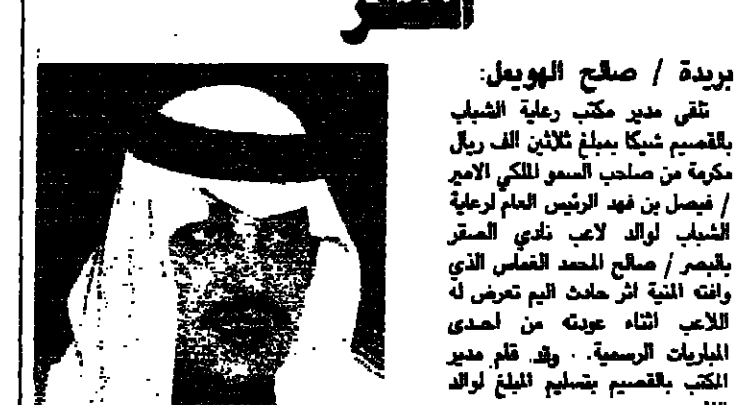 الصقر
بريدة / صالح الهويمل:
تلقى مدير مكتب رعاية الشباب
بالقصيم شيكا بمبلغ ثلاثين الف ريال
مكرمة من صاحب السمو الملكي الامير
/ فيصل بن فهد الرئيس العام لرعاية
الشباب لوالد لاعب نادي الصقر
بالبصر / صالح المحمد الغماس الذي
وافته المنية اثر حادث اليم تعرض له
اللاعب اثناء عودته من احدى
المباريات الرسمية. وقد قام مدير
المكتب بالقصيم بتسليم المبلغ لوالد